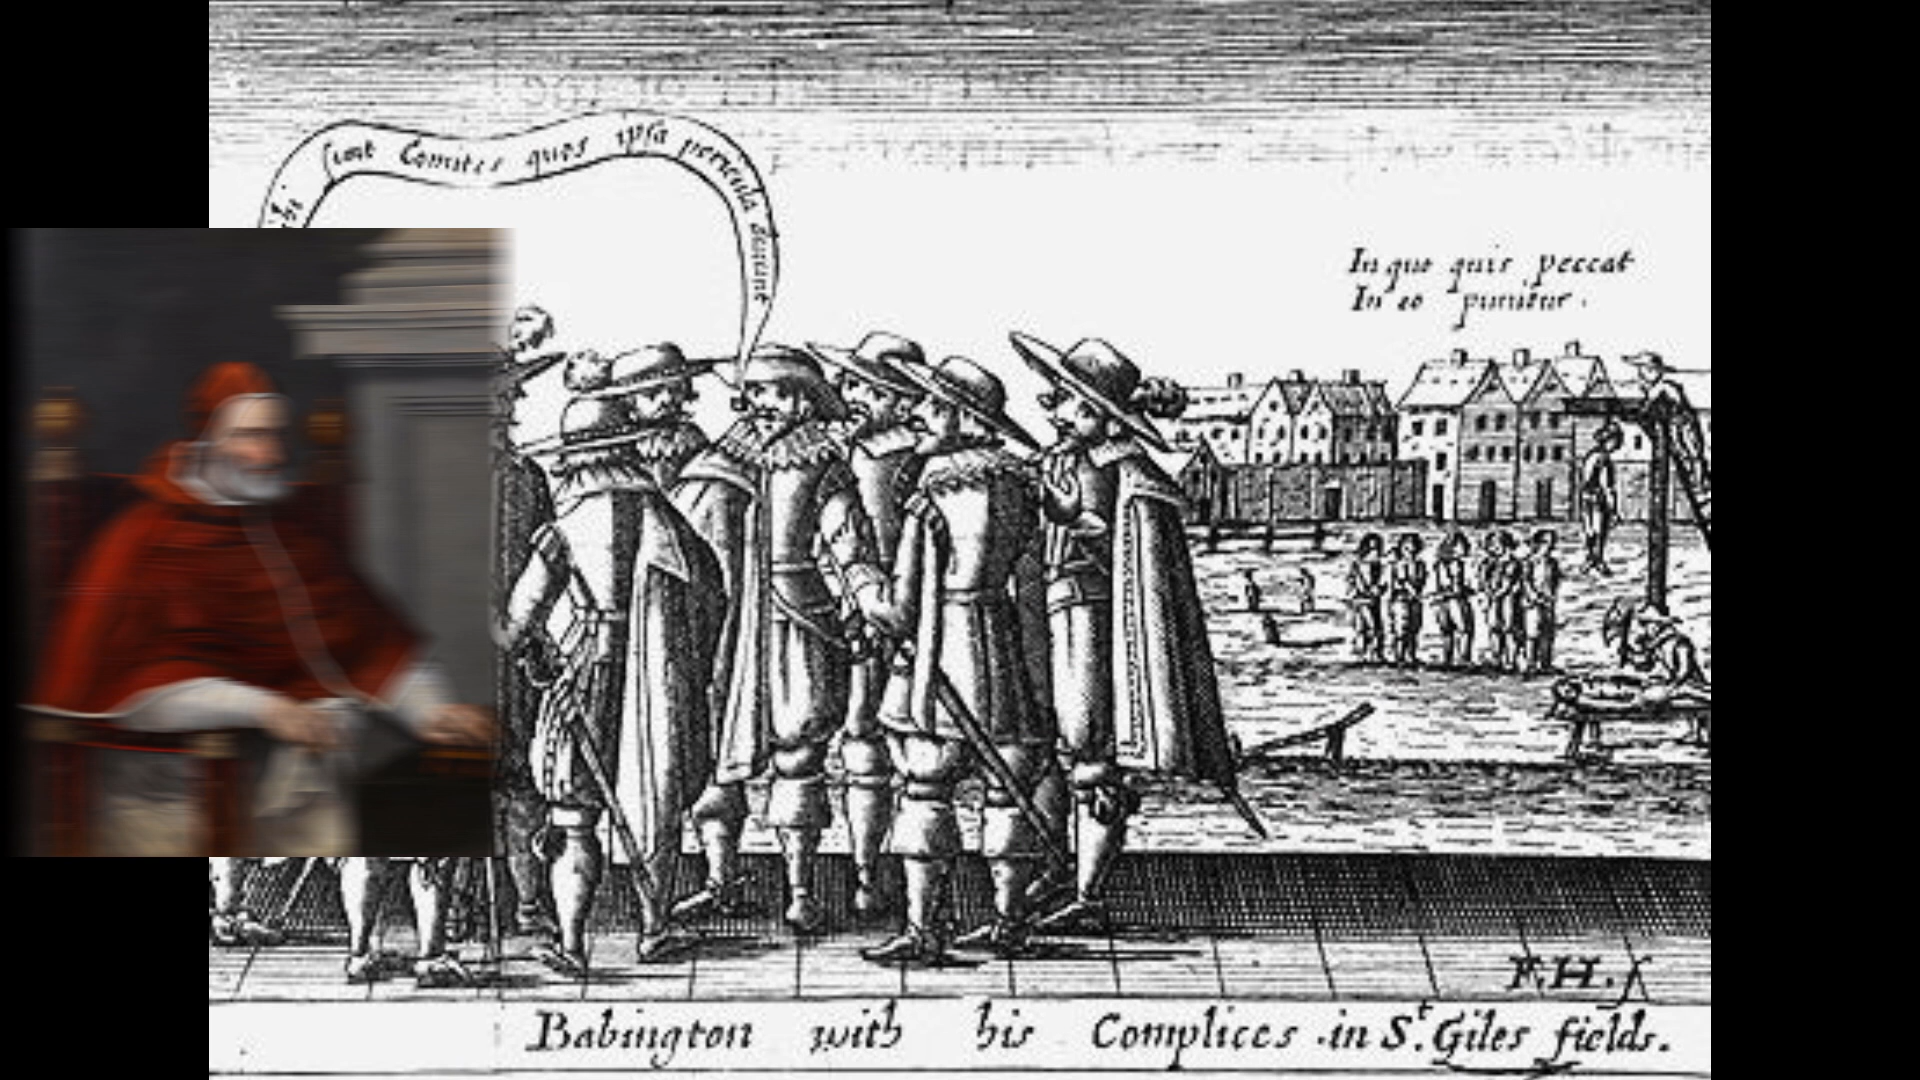 sunt Comites quos ipsa pericula ducunt
In quo quis peccat
In eo punitur.
F.H.f
Babington with his Complices in St. Giles fields.